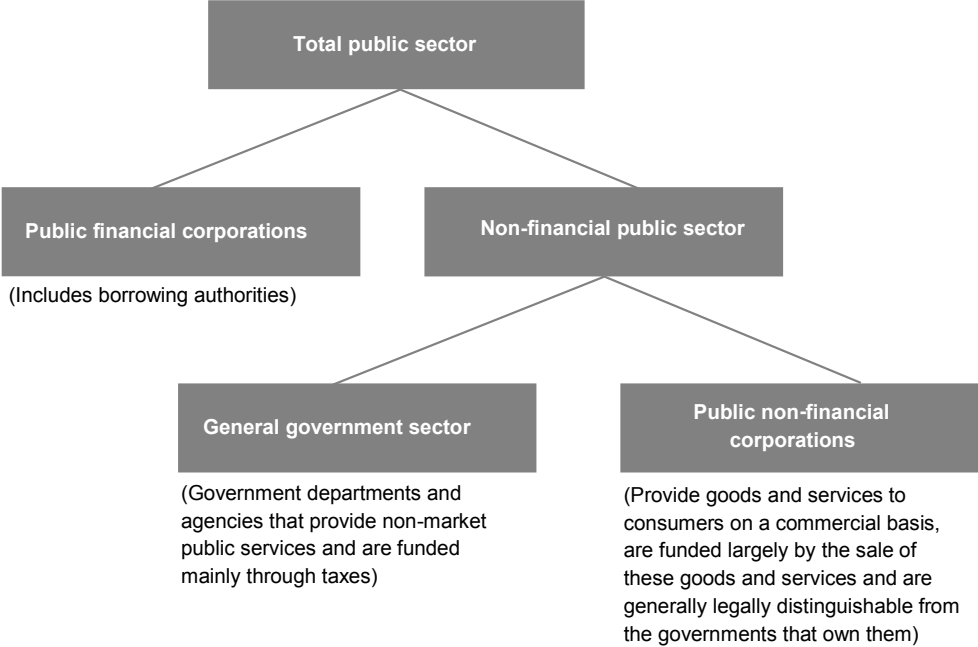 Total public sector
Public financial corporations
Non-financial public sector
(Includes borrowing authorities)
General government sector
Public non-financial
corporations
(Government departments and
agencies that provide non-market
public services and are funded
mainly through taxes)
(Provide goods and services to
consumers on a commercial basis,
are funded largely by the sale of
these goods and services and are
generally legally distinguishable from
the governments that own them)